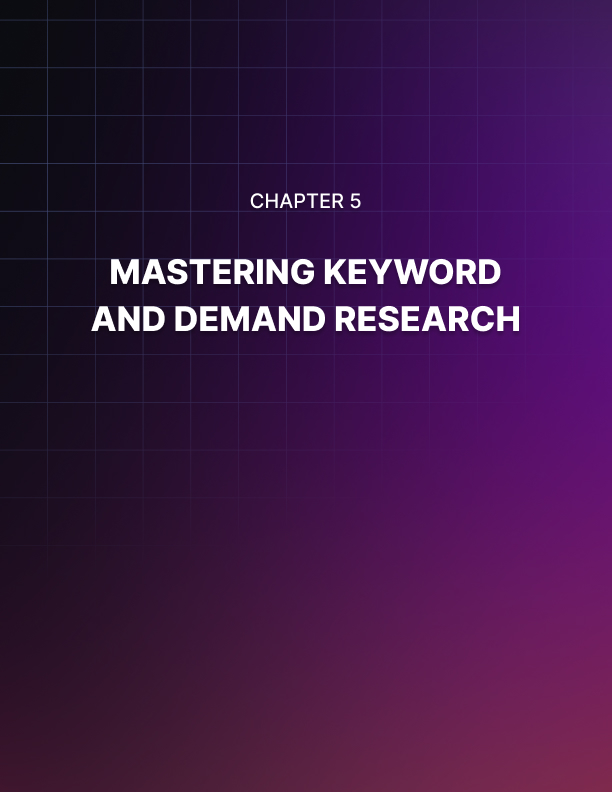 CHAPTER 5
MASTERING KEYWORD
AND DEMAND RESEARCH